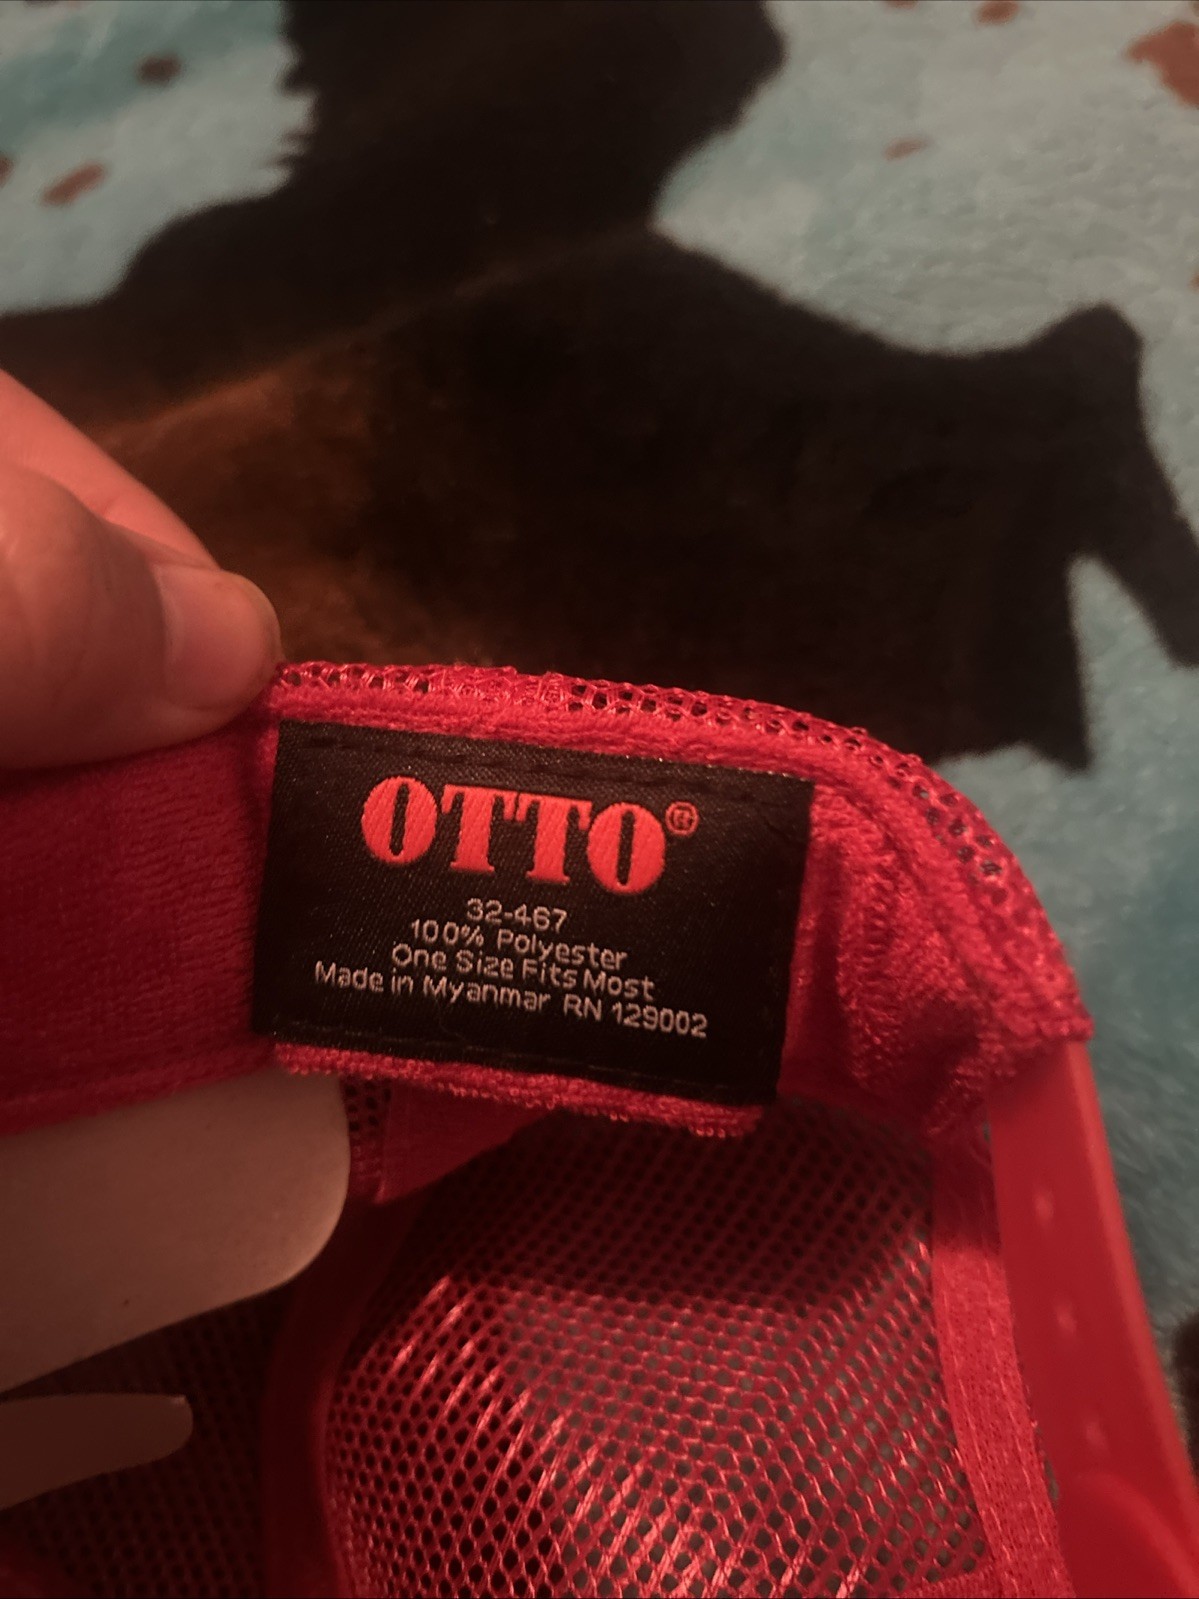 OTTO®
32-467
100% Polyester
One Size Fits Most
Made in Myanmar RN 129002